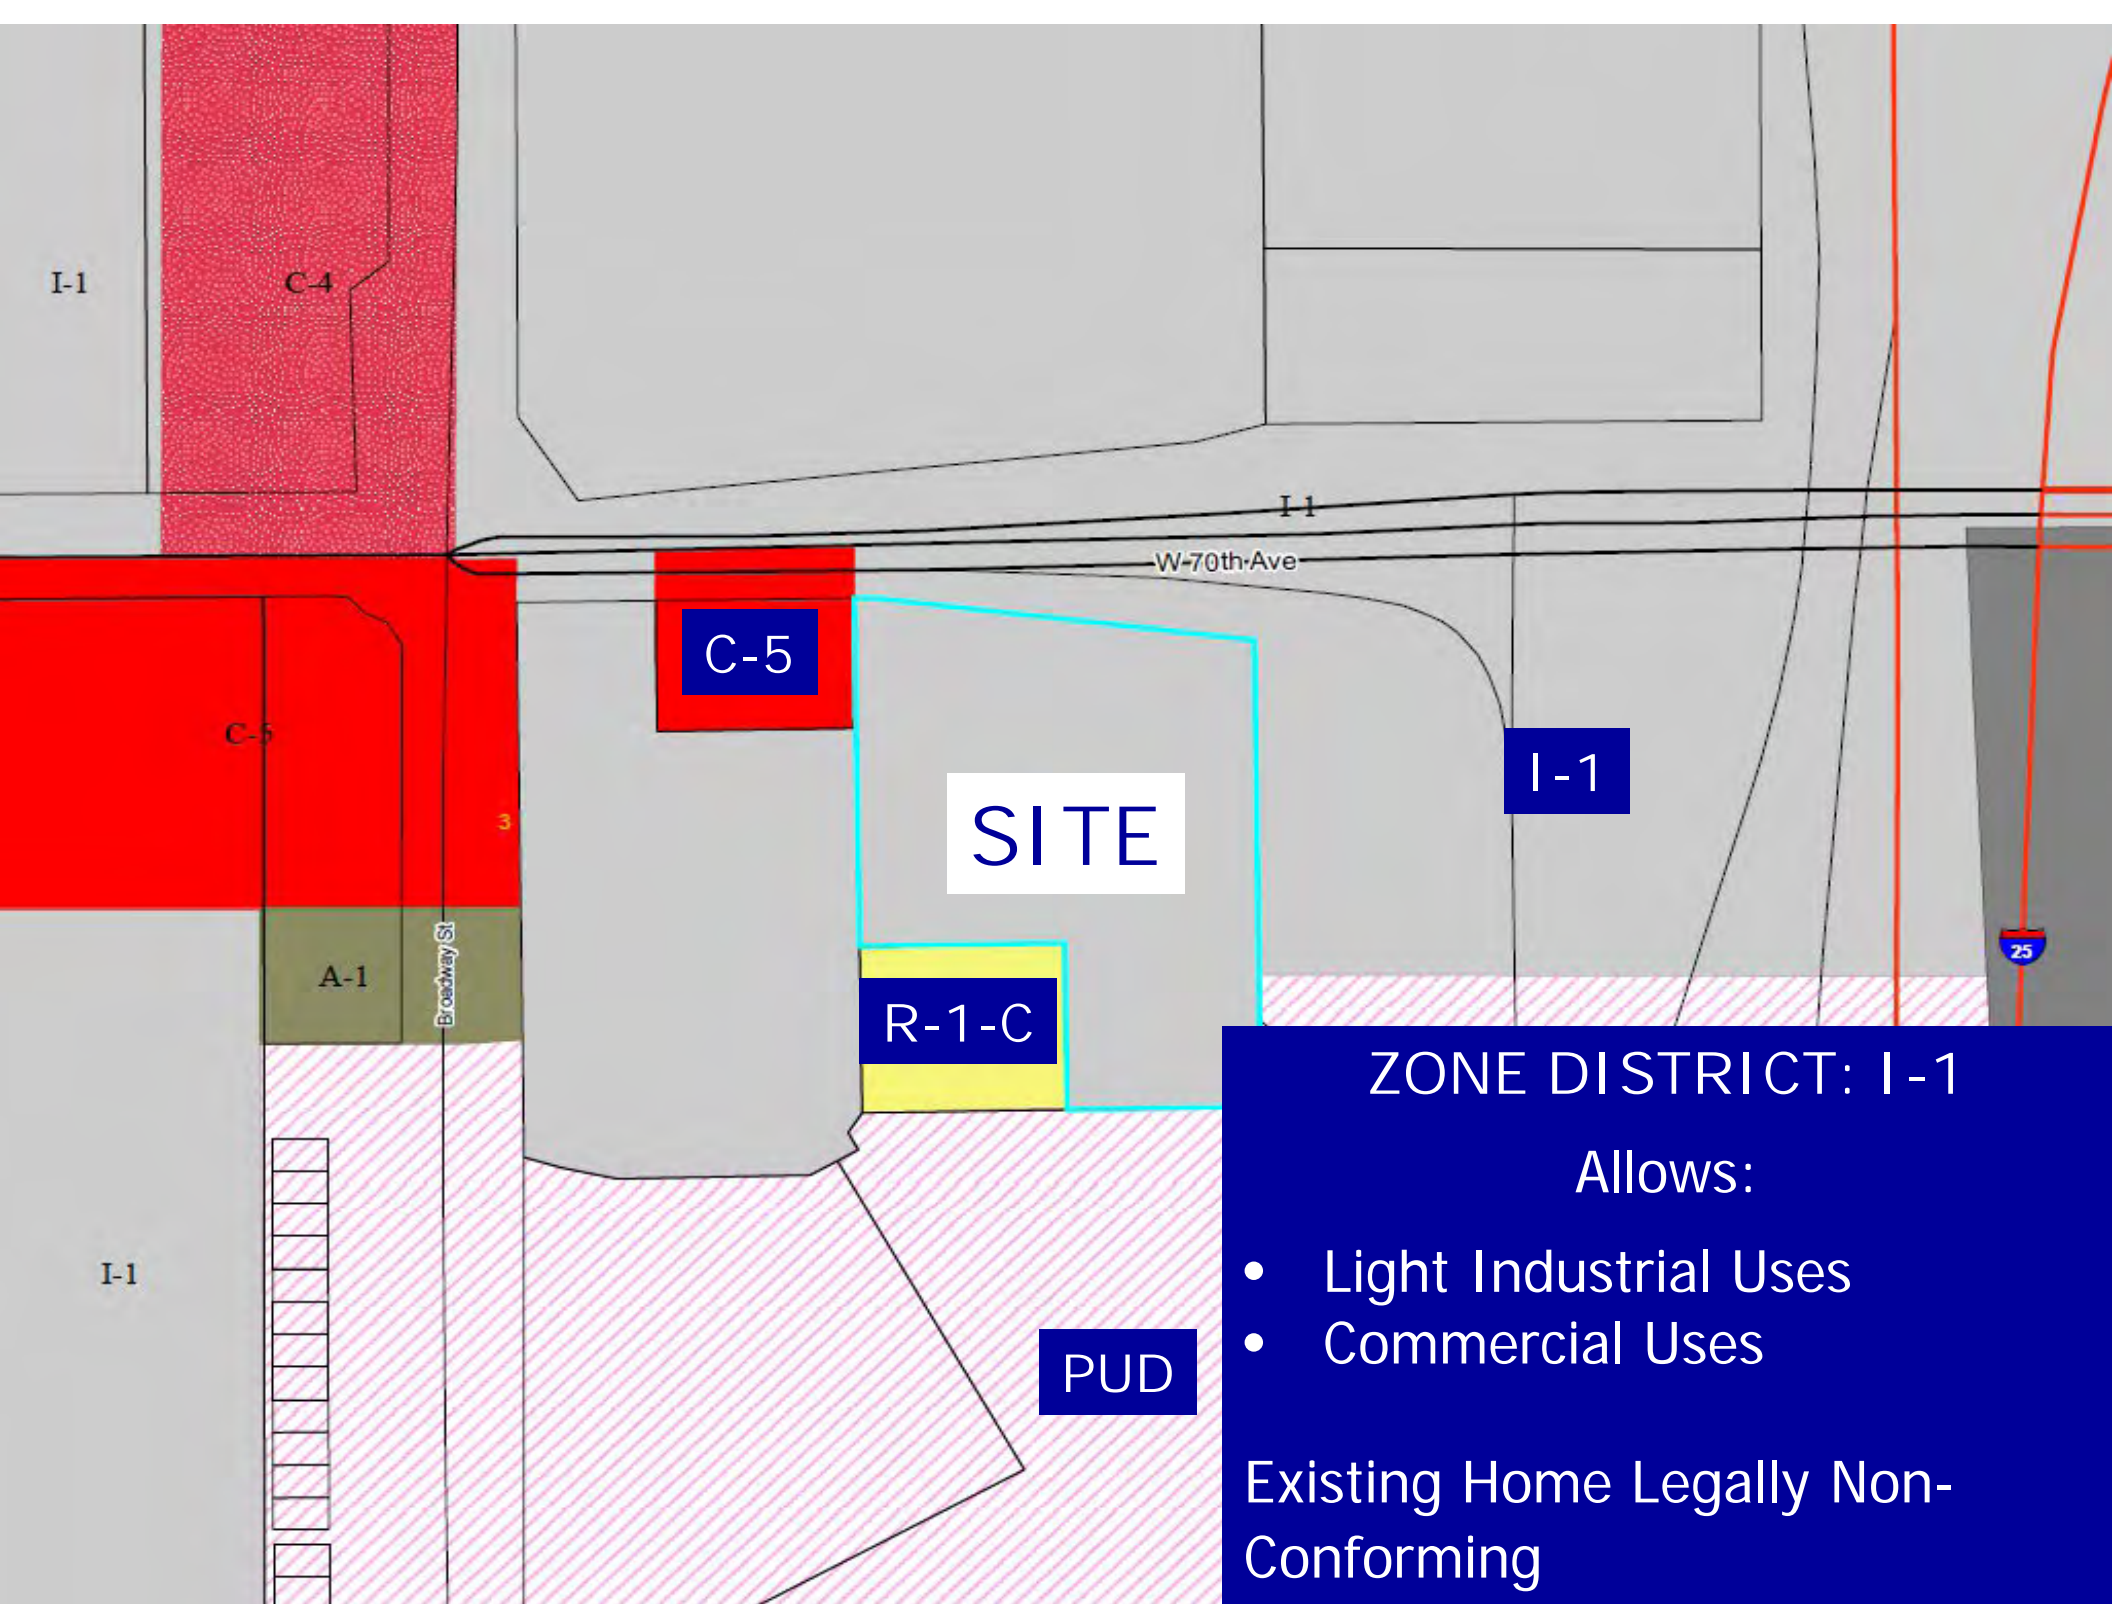 I-1
C-4
I-1
W 70th Ave
C-5
C-5
I-1
3
SITE
Broadway St
25
A-1
R-1-C
ZONE DISTRICT: I-1
Allows:
• Light Industrial Uses
• Commercial Uses
I-1
PUD
Existing Home Legally Non-
Conforming